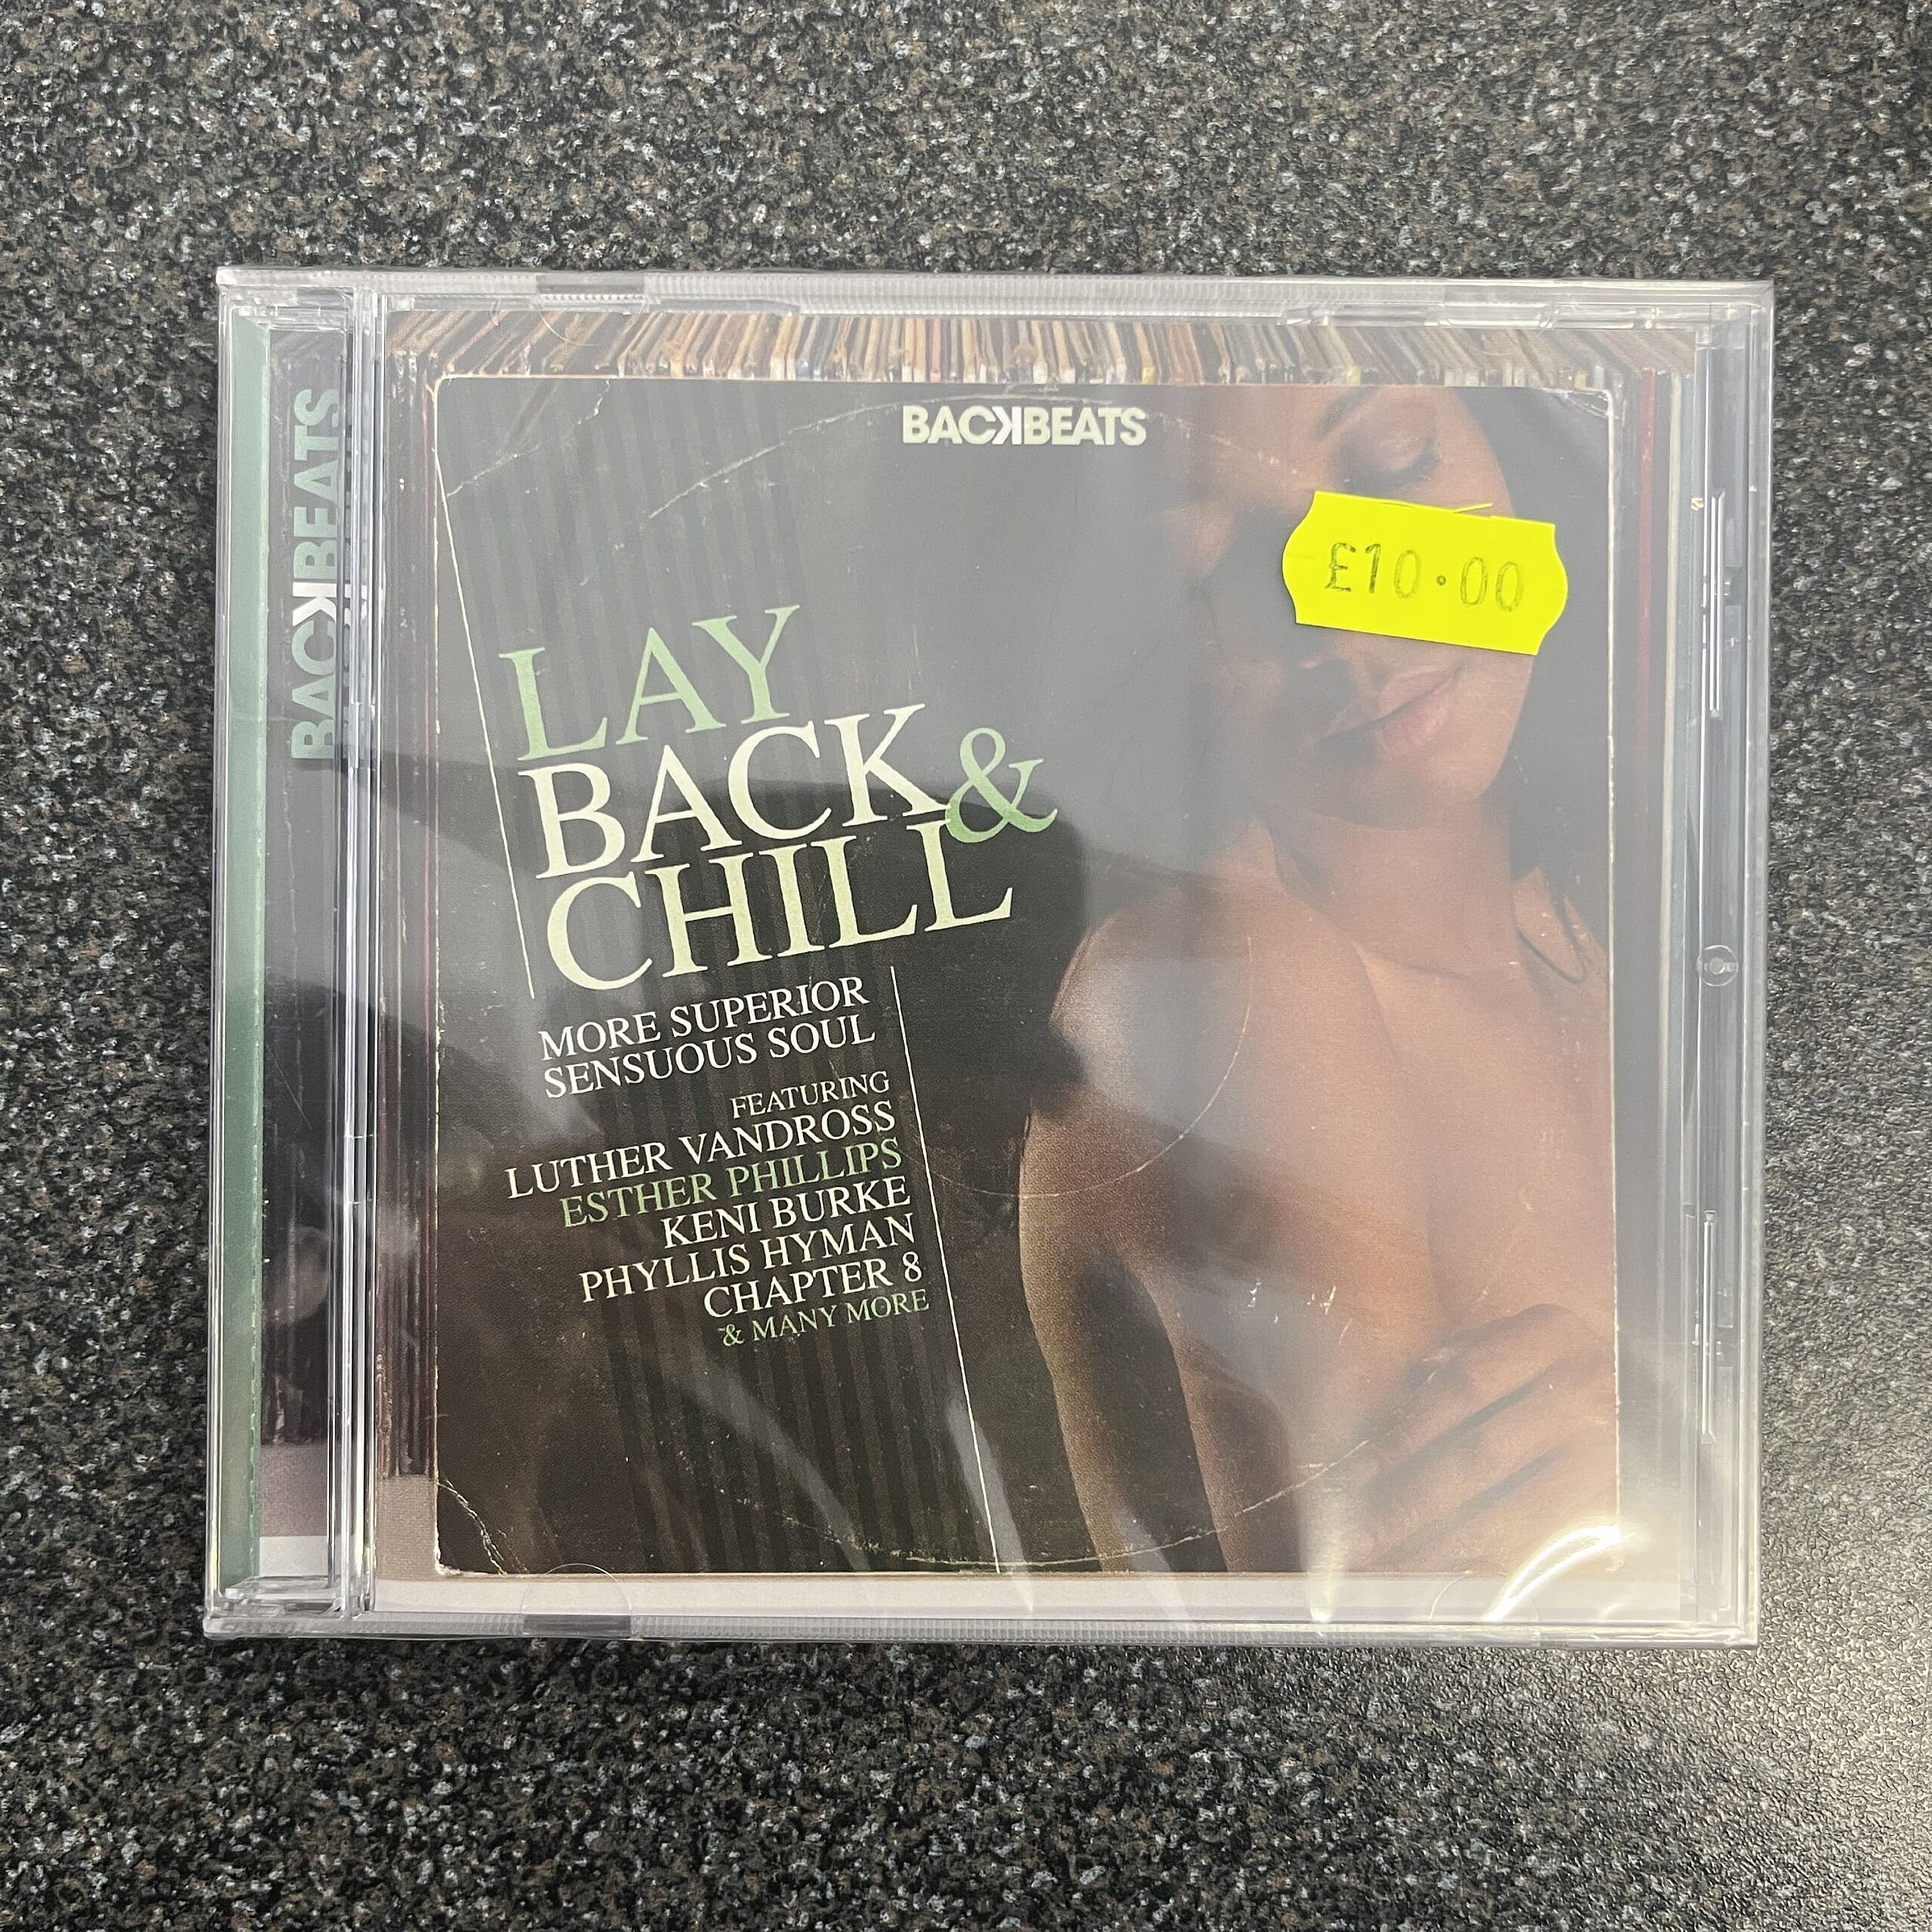 BACKBEATS
BACKBEATS
£10.00
LAY
BACK &
CHILL
MORE SUPERIOR
SENSUOUS SOUL
FEATURING
LUTHER VANDROSS
ESTHER PHILLIPS
KENI BURKE
PHYLLIS HYMAN
CHAPTER 8
& MANY MORE